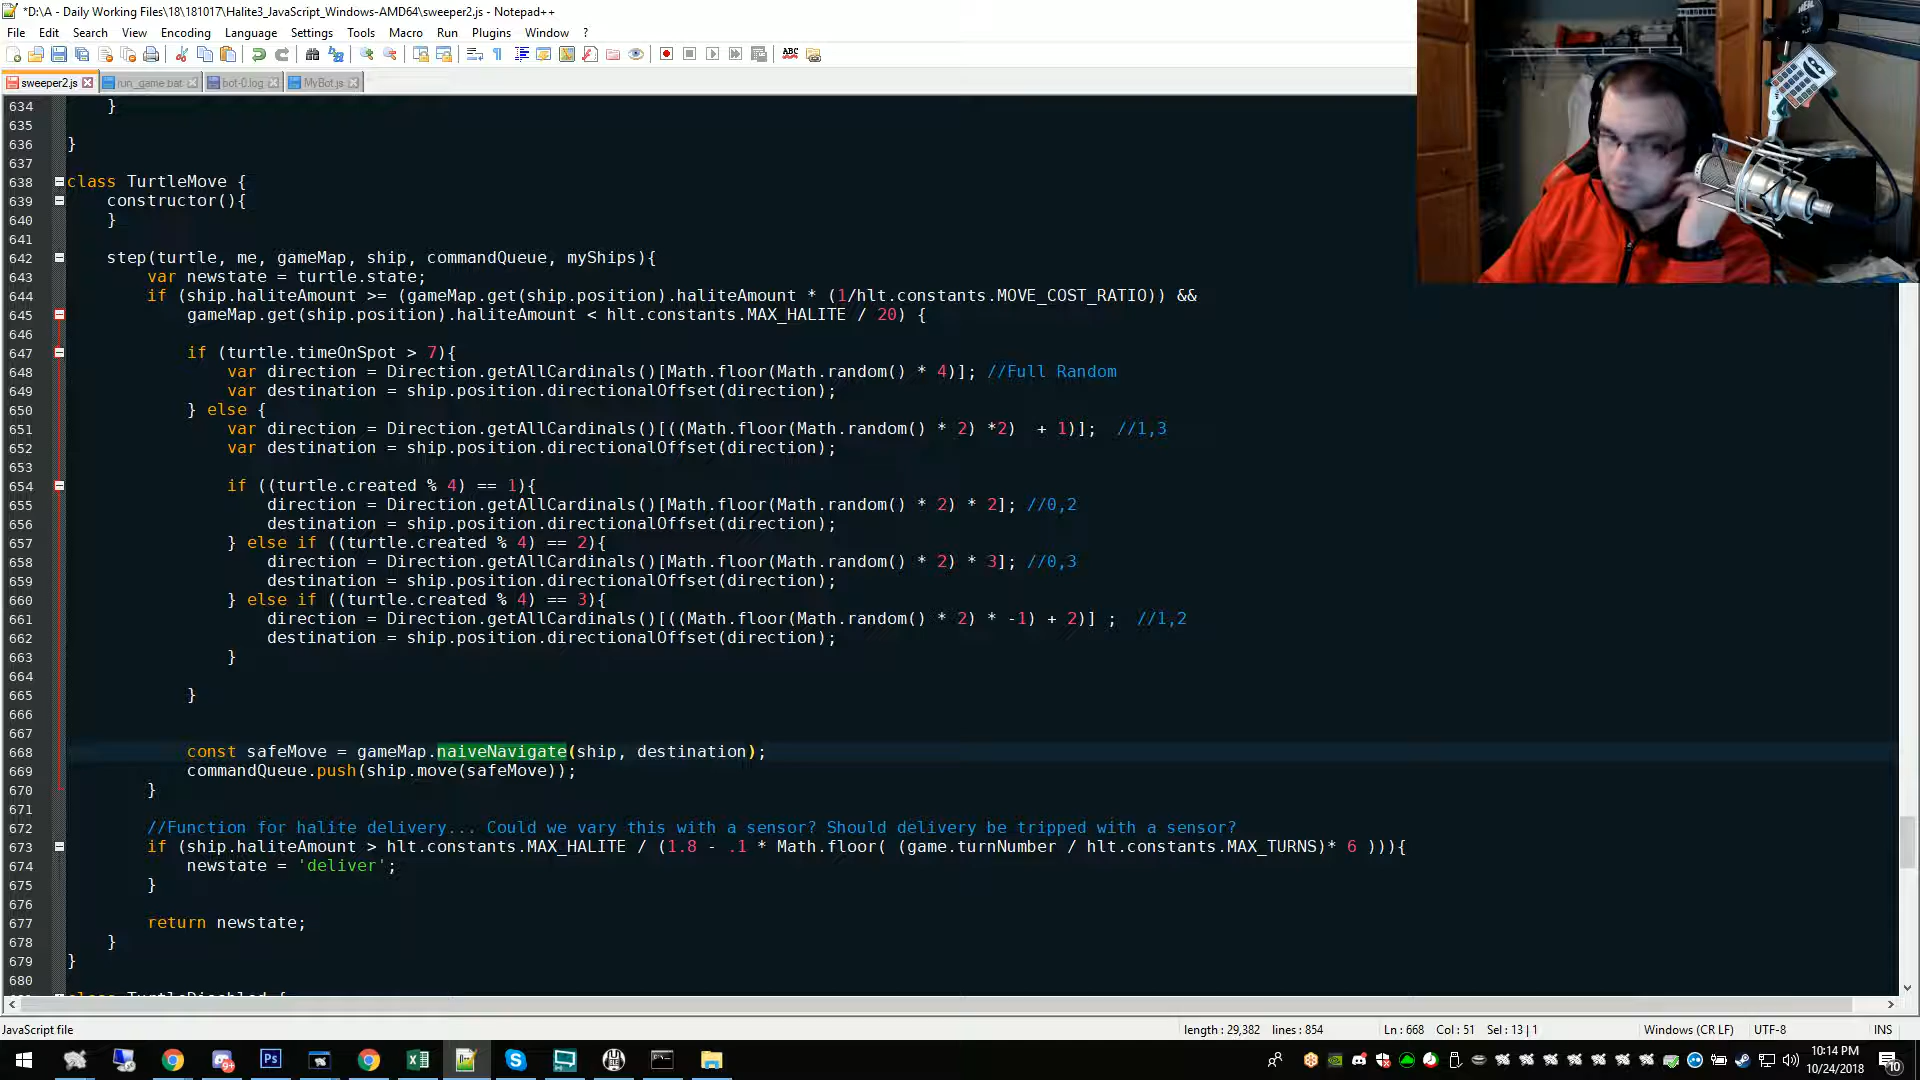 *D:\A - Daily Working Files\18\181017\Halite3_JavaScript_Windows-AMD64\sweeper2.js - Notepad++
File Edit Search View Encoding Language Settings Tools Macro Run Plugins Window ?
sweeper2.js run_game.bat bot-0.log MyBot.js
634 }
635
636 }
637
638 class TurtleMove {
639 constructor(){
640 }
641
642 step(turtle, me, gameMap, ship, commandQueue, myShips){
643 var newstate = turtle.state;
644 if (ship.haliteAmount >= (gameMap.get(ship.position).haliteAmount * (1/hlt.constants.MOVE_COST_RATIO)) &&
645 gameMap.get(ship.position).haliteAmount < hlt.constants.MAX_HALITE / 20) {
646
647 if (turtle.timeOnSpot > 7){
648 var direction = Direction.getAllCardinals()[Math.floor(Math.random() * 4)]; //Full Random
649 var destination = ship.position.directionalOffset(direction);
650 } else {
651 var direction = Direction.getAllCardinals()[((Math.floor(Math.random() * 2) *2)  + 1)];  //1,3
652 var destination = ship.position.directionalOffset(direction);
653
654 if ((turtle.created % 4) == 1){
655 direction = Direction.getAllCardinals()[Math.floor(Math.random() * 2) * 2]; //0,2
656 destination = ship.position.directionalOffset(direction);
657 } else if ((turtle.created % 4) == 2){
658 direction = Direction.getAllCardinals()[Math.floor(Math.random() * 2) * 3]; //0,3
659 destination = ship.position.directionalOffset(direction);
660 } else if ((turtle.created % 4) == 3){
661 direction = Direction.getAllCardinals()[((Math.floor(Math.random() * 2) * -1) + 2)] ;  //1,2
662 destination = ship.position.directionalOffset(direction);
663 }
664
665 }
666
667
668 const safeMove = gameMap.naiveNavigate(ship, destination);
669 commandQueue.push(ship.move(safeMove));
670 }
671
672 //Function for halite delivery... Could we vary this with a sensor? Should delivery be tripped with a sensor?
673 if (ship.haliteAmount > hlt.constants.MAX_HALITE / (1.8 - .1 * Math.floor( (game.turnNumber / hlt.constants.MAX_TURNS)* 6 ))){
674 newstate = 'deliver';
675 }
676
677 return newstate;
678 }
679 }
680
class TurtleDisabled {
JavaScript file length : 29,382 lines : 854 Ln : 668 Col : 51 Sel : 13 | 1 Windows (CR LF) UTF-8 INS
10:14 PM
10/24/2018